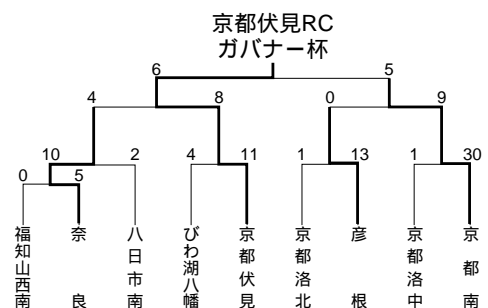 京都伏見RC
ガバナー杯
6 5
4 8 0 9
10 2 4 11 1 13 1 30
0 5
福知山西南
奈良
八日市南
びわ湖八幡
京都伏見
京都洛北
彦根
京都洛中
京都南